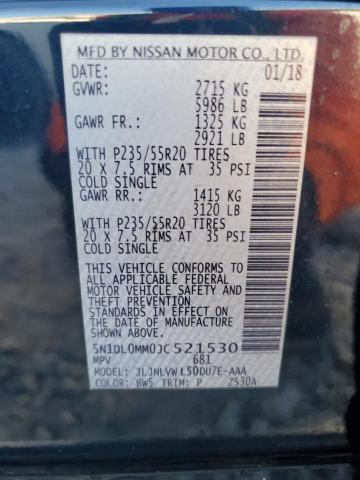 MFD BY NISSAN MOTOR CO., LTD.
DATE: 01/18
GVWR: 2715 KG
5986 LB
GAWR FR.: 1325 KG
2921 LB
WITH P235/55R20 TIRES
20 x 7.5 RIMS AT 35 PSI
COLD SINGLE
GAWR RR.: 1415 KG
3120 LB
WITH P235/55R20 TIRES
20 x 7.5 RIMS AT 35 PSI
COLD SINGLE
THIS VEHICLE CONFORMS TO
ALL APPLICABLE FEDERAL
MOTOR VEHICLE SAFETY AND
THEFT PREVENTION
STANDARDS IN EFFECT ON
THE DATE OF MANUFACTURE
SHOWN ABOVE.
5N1DL0MM0JC521530
MPV 681
MODEL: JLJNLVW L50DU7E-AAA
COLOR: BW5 TRIM: P ZS30A